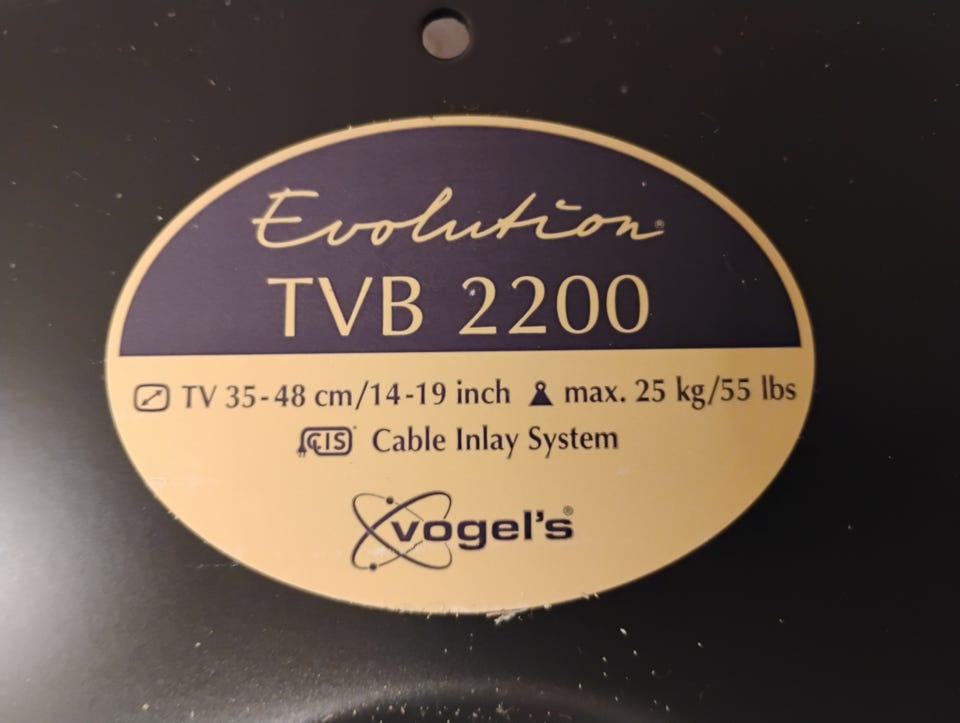 Evolution®
TVB 2200
TV 35-48 cm/14-19 inch max. 25 kg/55 lbs
CIS Cable Inlay System
vogel's®